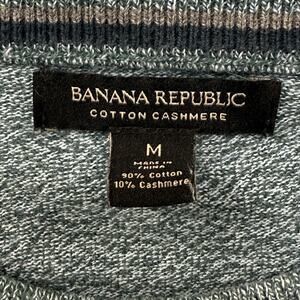 BANANA REPUBLIC
COTTON CASHMERE
M
MADE IN
CHINA
90% Cotton
10% Cashmere